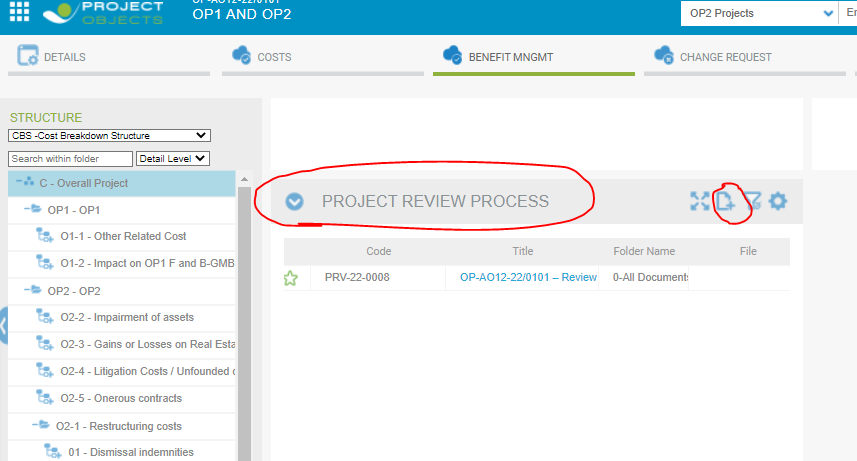 PROJECT
OBJECTS
OP-AO12-22/0101
OP1 AND OP2
OP2 Projects
DETAILS
COSTS
BENEFIT MNGMT
CHANGE REQUEST
STRUCTURE
CBS -Cost Breakdown Structure
Search within folder
Detail Level
C - Overall Project
OP1 - OP1
O1-1 - Other Related Cost
O1-2 - Impact on OP1 F and B-GMB
OP2 - OP2
O2-2 - Impairment of assets
O2-3 - Gains or Losses on Real Esta
O2-4 - Litigation Costs / Unfounded
O2-5 - Onerous contracts
O2-1 - Restructuring costs
01 - Dismissal indemnities
PROJECT REVIEW PROCESS
Code Title Folder Name File
PRV-22-0008 OP-AO12-22/0101 – Review 0-All Documents